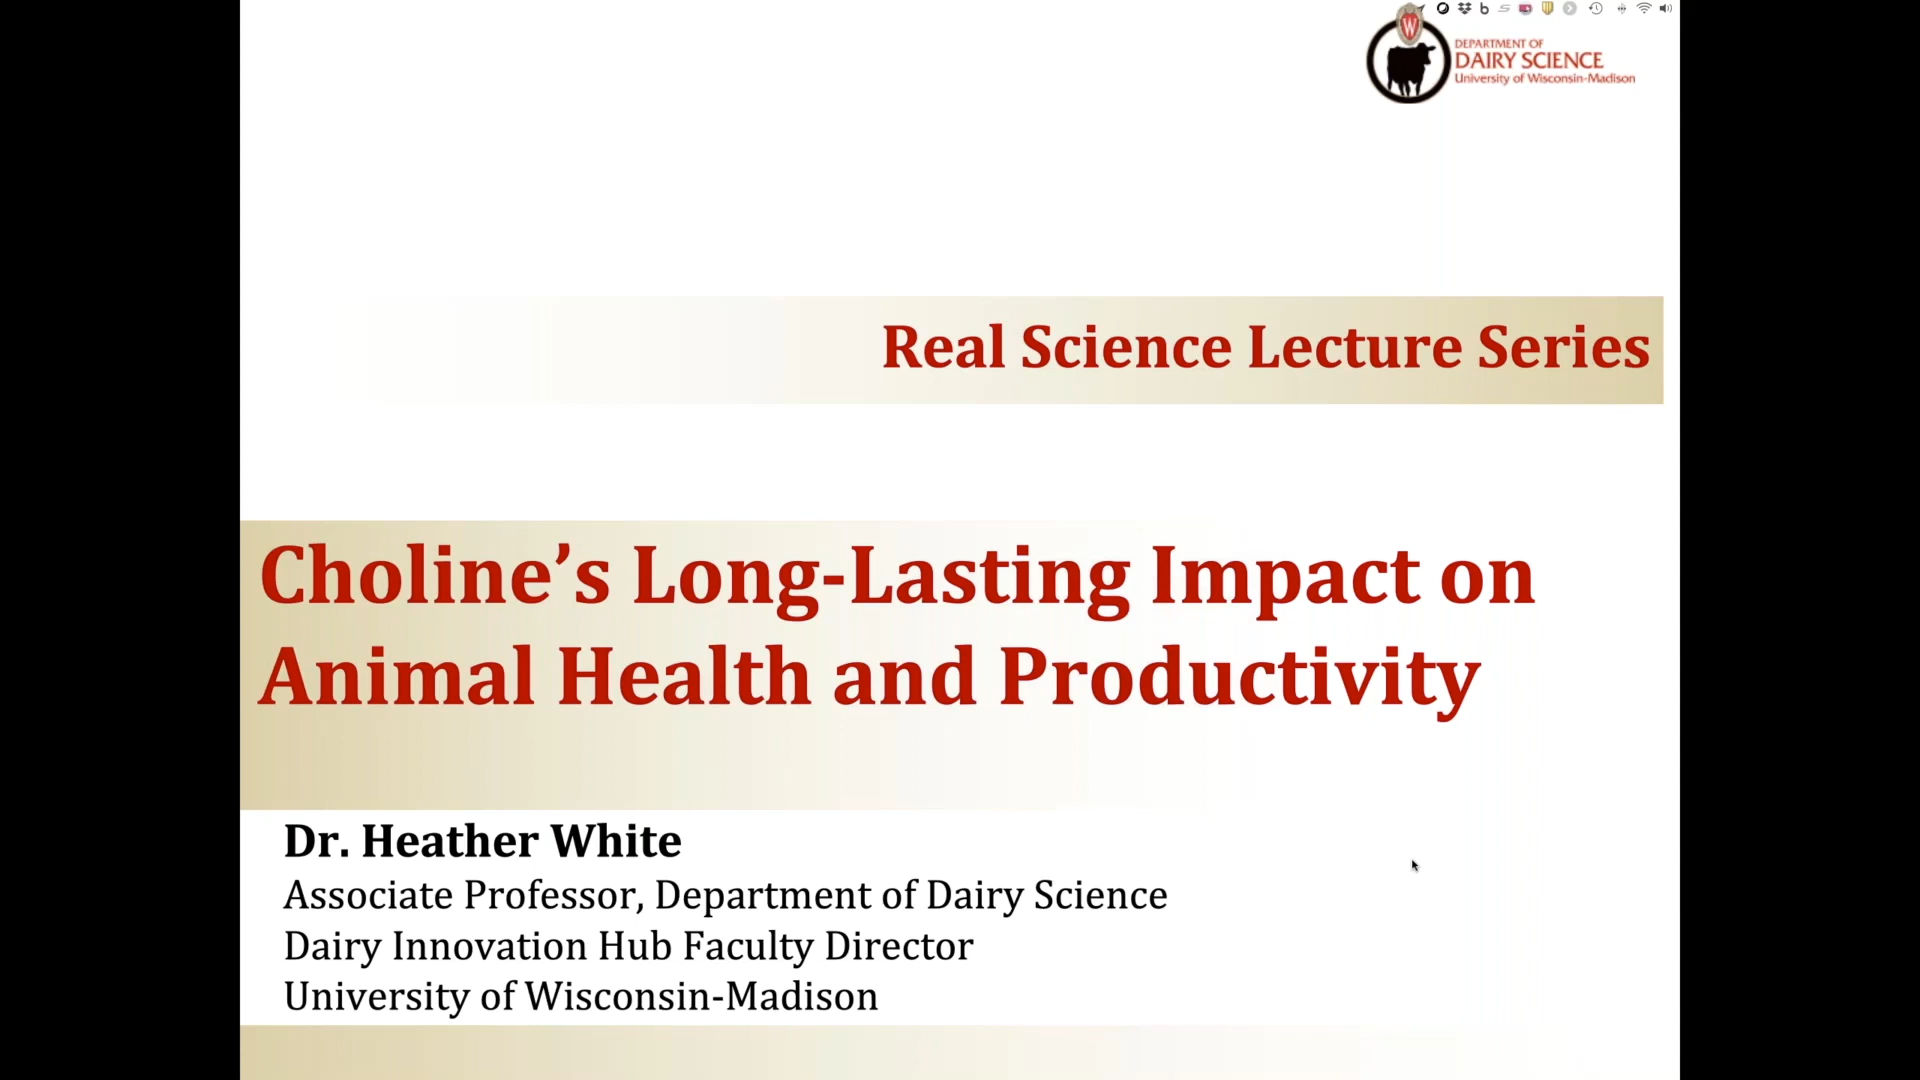 W
DEPARTMENT OF
DAIRY SCIENCE
University of Wisconsin-Madison
Real Science Lecture Series
Choline’s Long-Lasting Impact on
Animal Health and Productivity
Dr. Heather White
Associate Professor, Department of Dairy Science
Dairy Innovation Hub Faculty Director
University of Wisconsin-Madison